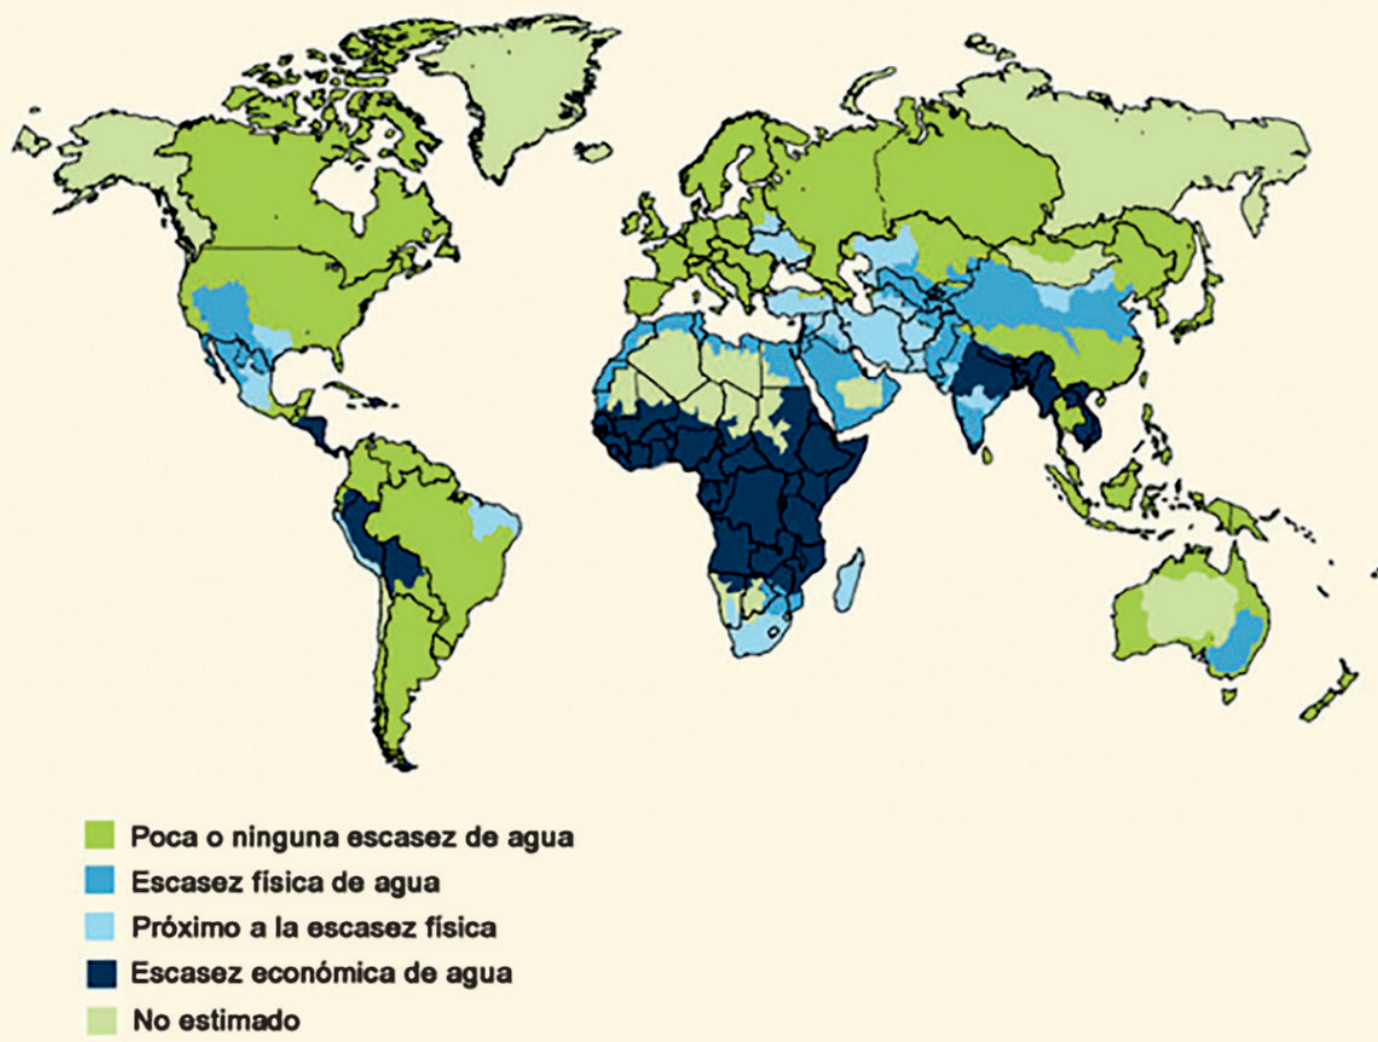 Poca o ninguna escasez de agua
Escasez física de agua
Próximo a la escasez física
Escasez económica de agua
No estimado